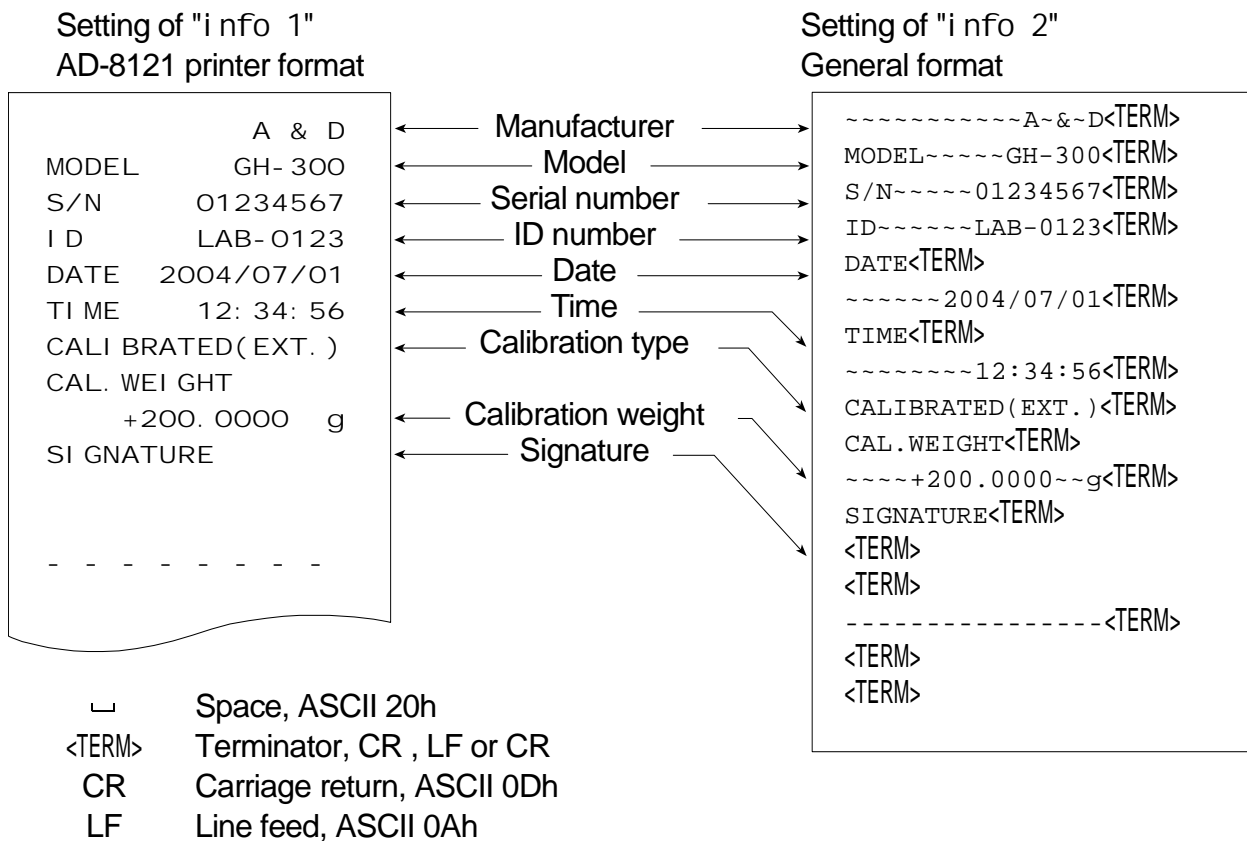 Setting of "info 1"
AD-8121 printer format
A & D
MODEL GH-300
S/N 01234567
ID LAB-0123
DATE 2004/07/01
TIME 12:34:56
CALIBRATED(EXT.)
CAL.WEIGHT
+200.0000 g
SIGNATURE
- - - - - - - -
Manufacturer
Model
Serial number
ID number
Date
Time
Calibration type
Calibration weight
Signature
Setting of "info 2"
General format
~~~~~~~~~~~A~&~D<TERM>
MODEL~~~~~GH-300<TERM>
S/N~~~~~01234567<TERM>
ID~~~~~~LAB-0123<TERM>
DATE<TERM>
~~~~~~2004/07/01<TERM>
TIME<TERM>
~~~~~~~~12:34:56<TERM>
CALIBRATED(EXT.)<TERM>
CAL.WEIGHT<TERM>
~~~~+200.0000~~g<TERM>
SIGNATURE<TERM>
<TERM>
<TERM>
----------------<TERM>
<TERM>
<TERM>
⌴ Space, ASCII 20h
<TERM> Terminator, CR , LF or CR
CR Carriage return, ASCII 0Dh
LF Line feed, ASCII 0Ah